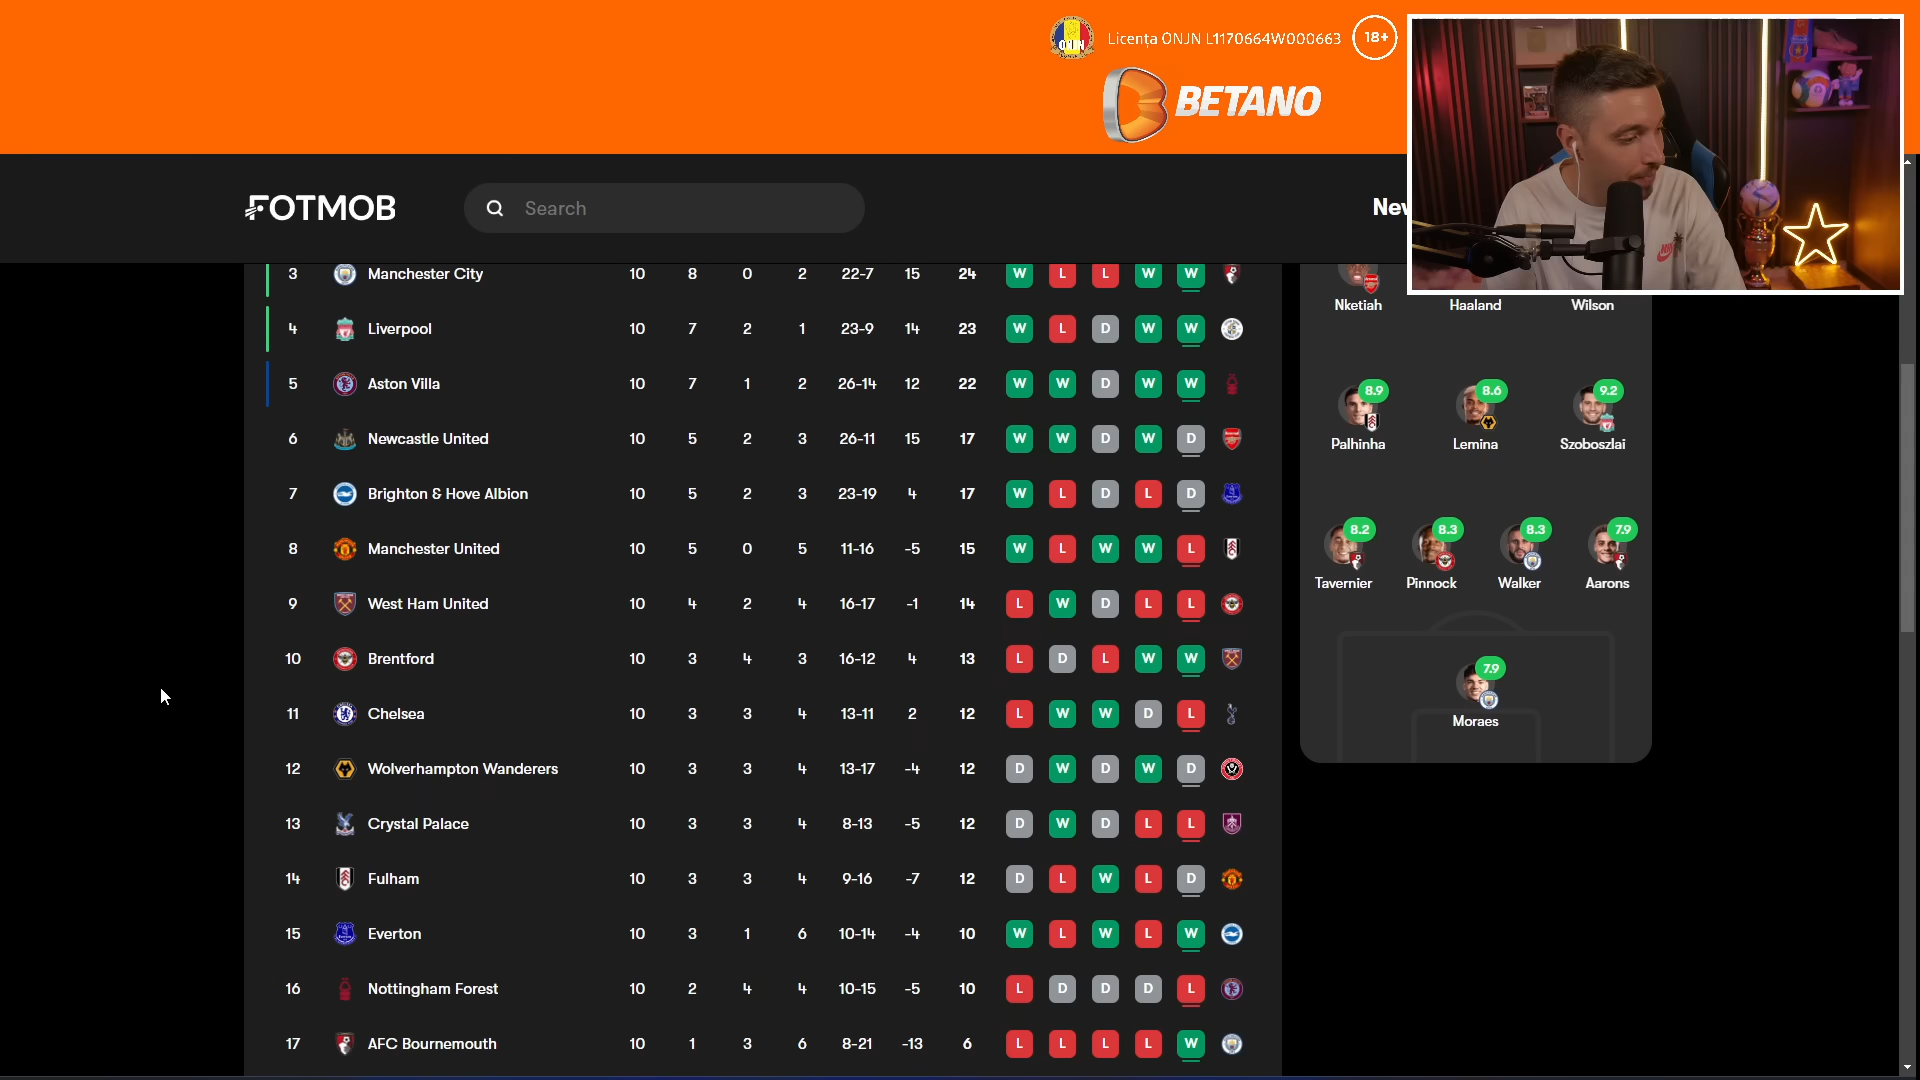 ONJN Licența ONJN L1170664W000663 18+
BETANO
FOTMOB Search
3 Manchester City 10 8 0 2 22-7 15 24 W L L W W
4 Liverpool 10 7 2 1 23-9 14 23 W L D W W
5 Aston Villa 10 7 1 2 26-14 12 22 W W D W W
6 Newcastle United 10 5 2 3 26-11 15 17 W W D W D
7 Brighton & Hove Albion 10 5 2 3 23-19 4 17 W L D L D
8 Manchester United 10 5 0 5 11-16 -5 15 W L W W L
9 West Ham United 10 4 2 4 16-17 -1 14 L W D L L
10 Brentford 10 3 4 3 16-12 4 13 L D L W W
11 Chelsea 10 3 3 4 13-11 2 12 L W W D L
12 Wolverhampton Wanderers 10 3 3 4 13-17 -4 12 D W D W D
13 Crystal Palace 10 3 3 4 8-13 -5 12 D W D L L
14 Fulham 10 3 3 4 9-16 -7 12 D L W L D
15 Everton 10 3 1 6 10-14 -4 10 W L W L W
16 Nottingham Forest 10 2 4 4 10-15 -5 10 L D D D L
17 AFC Bournemouth 10 1 3 6 8-21 -13 6 L L L L W
Nketiah Haaland Wilson
8.9 8.6 9.2
Palhinha Lemina Szoboszlai
8.2 8.3 8.3 7.9
Tavernier Pinnock Walker Aarons
7.9
Moraes